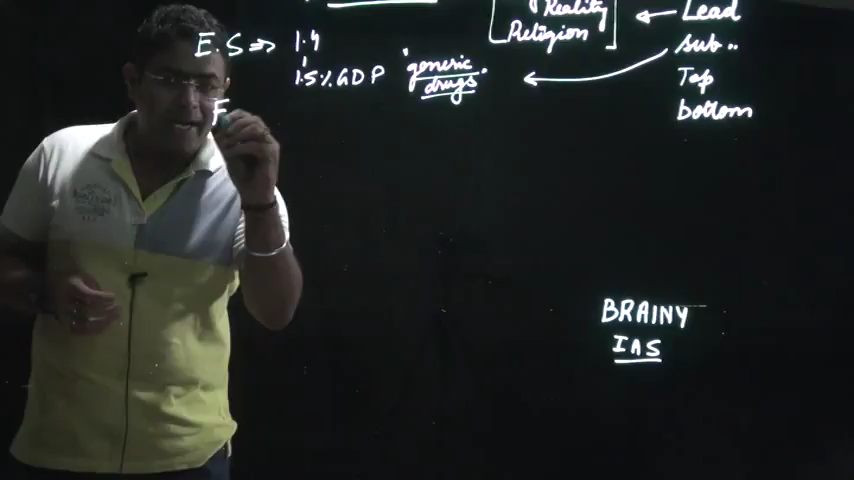 Reality
Religion
E.S ⇒ 1.4
1.5% GDP "generic
drugs"
F
Lead
Sub ..
Top
bottom
BRAINY
IAS